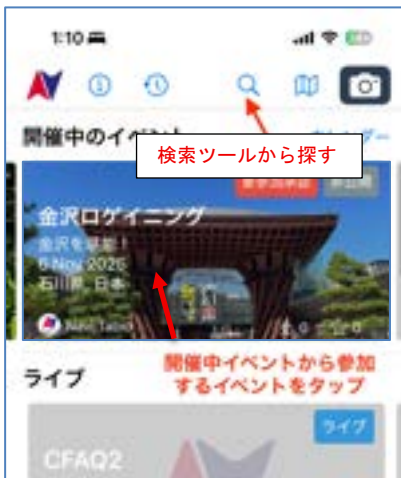 1:10
開催中のイベント
検索ツールから探す
金沢ロゲイニング
金沢を堪能！
6 Nov 2025
石川県, 日本
開催中イベントから参加
するイベントをタップ
ライブ
ライブ
CFAQ2